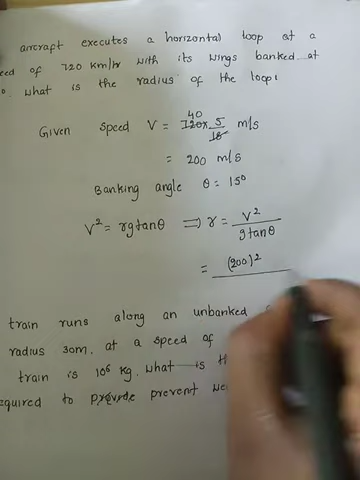 arcraft executes a horizontal loop at a
eed of 720 km/hr with its wings banked at
what is the radius of the loop?
40
Given speed V = 720 x 5/18 m/s
= 200 m/s
Banking angle θ = 15°
V² = rg tanθ ⟹ r = V²/g tanθ
= (200)²
train runs along an unbanked
radius 30m. at a speed of
train is 10⁶ kg. what is th
equired to provide prevent we